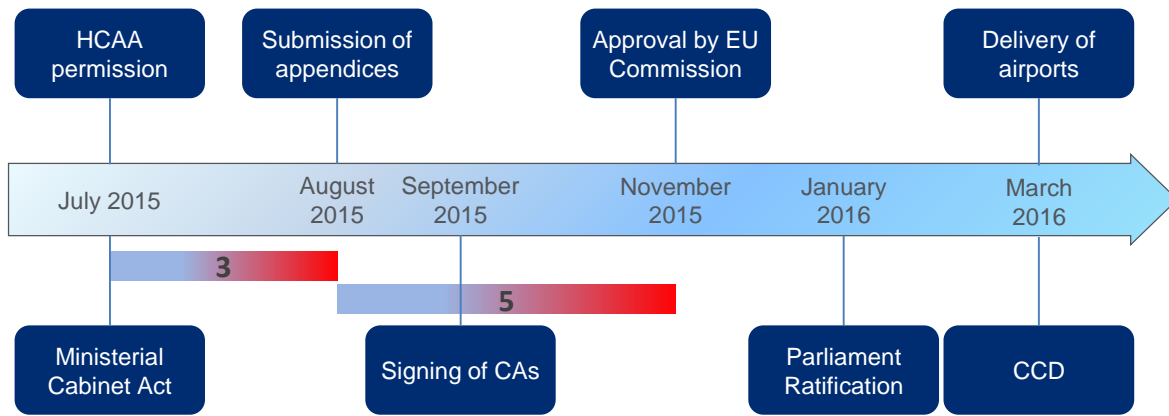 HCAA
permission
Submission of
appendices
Approval by EU
Commission
Delivery of
airports
July 2015
August
2015
September
2015
November
2015
January
2016
March
2016
3
5
Ministerial
Cabinet Act
Signing of CAs
Parliament
Ratification
CCD